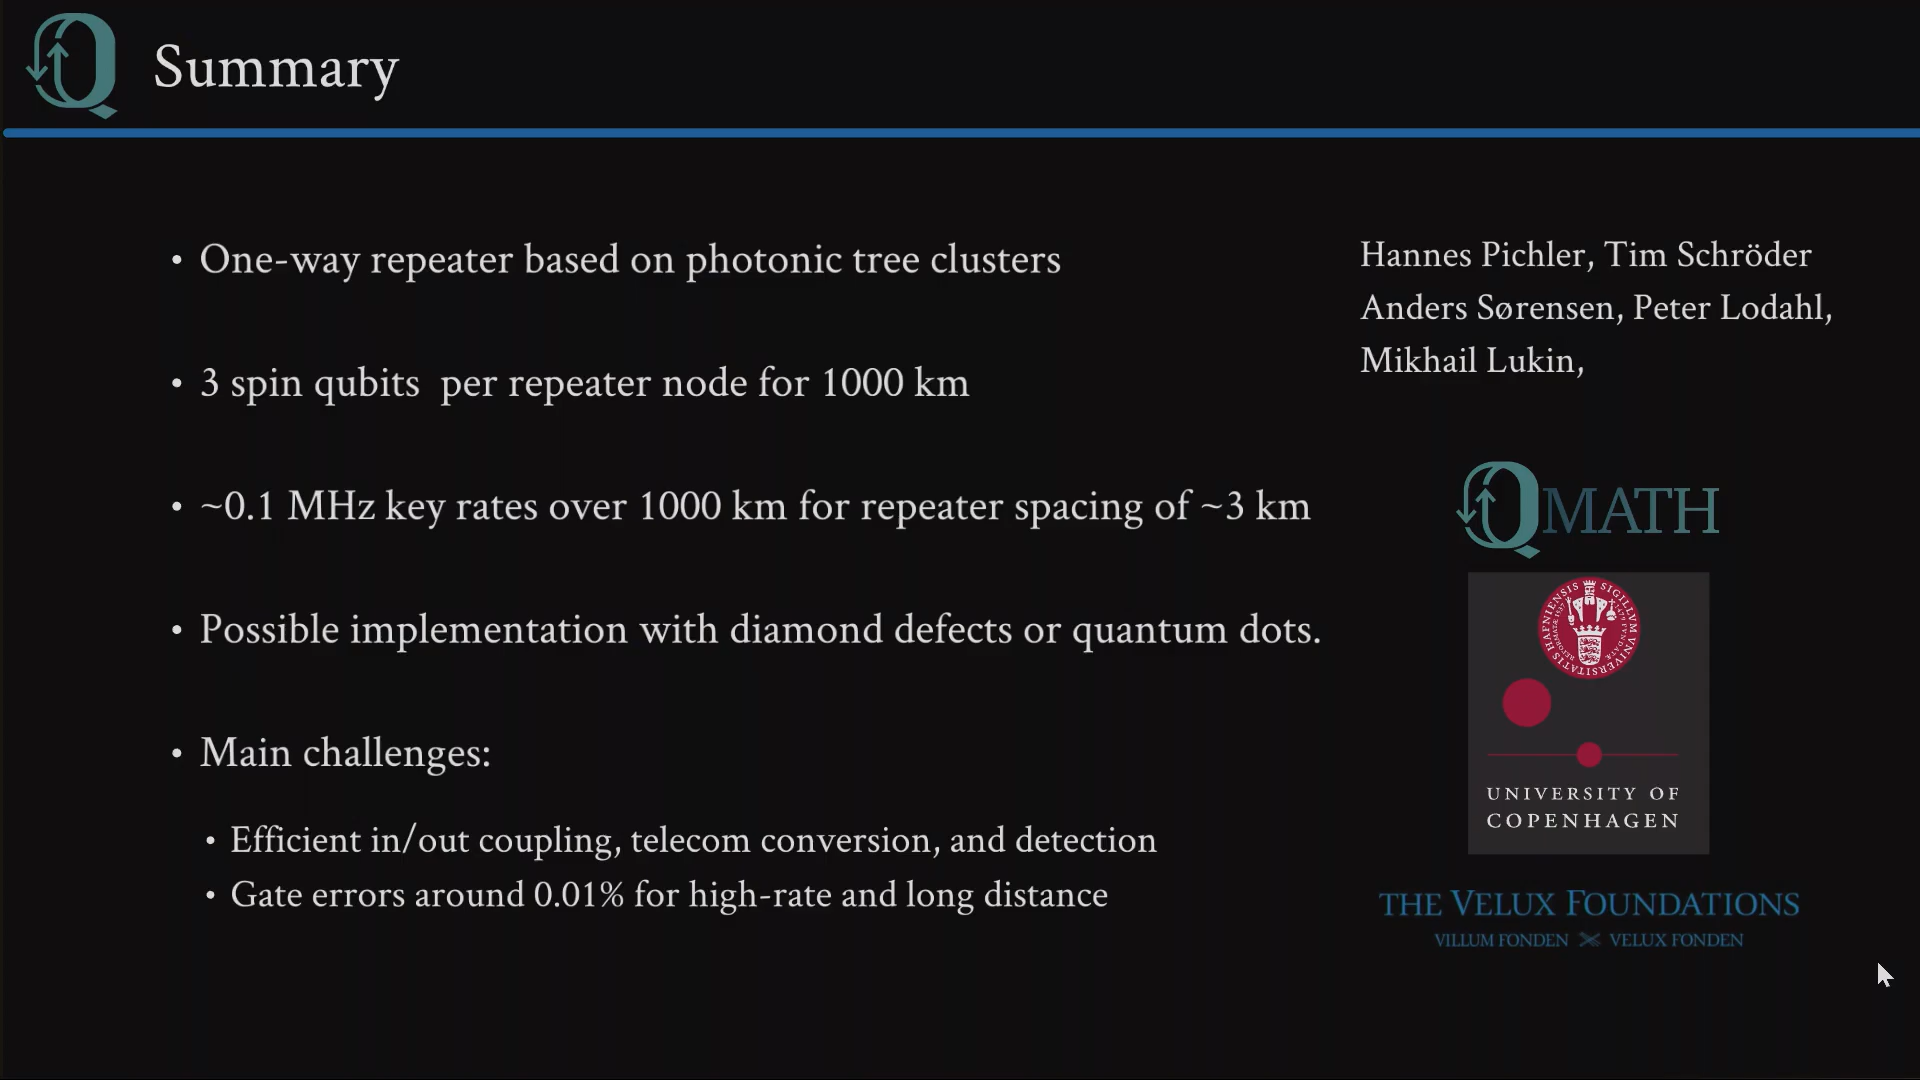 Summary
• One-way repeater based on photonic tree clusters
• 3 spin qubits  per repeater node for 1000 km
• ~0.1 MHz key rates over 1000 km for repeater spacing of ~3 km
• Possible implementation with diamond defects or quantum dots.
• Main challenges:
• Efficient in/out coupling, telecom conversion, and detection
• Gate errors around 0.01% for high-rate and long distance
Hannes Pichler, Tim Schröder
Anders Sørensen, Peter Lodahl,
Mikhail Lukin,
QMATH
SIGILLUM UNIVERSITATIS HAFNIENSIS
UNIVERSITY OF
COPENHAGEN
THE VELUX FOUNDATIONS
VILLUM FONDEN VELUX FONDEN